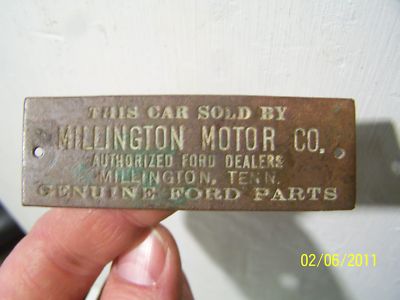 THIS CAR SOLD BY
MILLINGTON MOTOR CO.
AUTHORIZED FORD DEALERS
MILLINGTON, TENN.
GENUINE FORD PARTS
02/06/2011